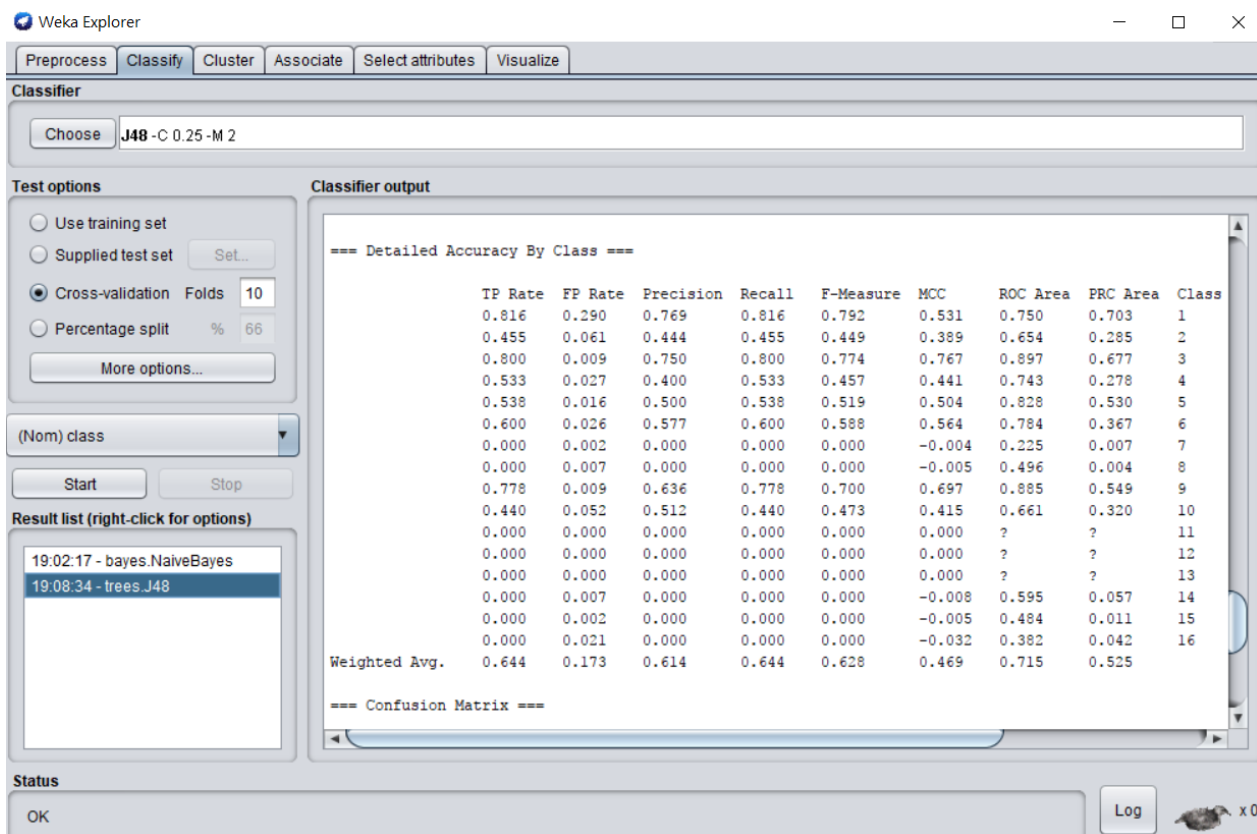 Weka Explorer
Preprocess Classify Cluster Associate Select attributes Visualize
Classifier
Choose J48 -C 0.25 -M 2
Test options
Use training set
Supplied test set Set...
Cross-validation Folds 10
Percentage split % 66
More options...
(Nom) class
Start Stop
Result list (right-click for options)
19:02:17 - bayes.NaiveBayes
19:08:34 - trees.J48
Classifier output
=== Detailed Accuracy By Class ===
TP Rate FP Rate Precision Recall F-Measure MCC ROC Area PRC Area Class
0.816 0.290 0.769 0.816 0.792 0.531 0.750 0.703 1
0.455 0.061 0.444 0.455 0.449 0.389 0.654 0.285 2
0.800 0.009 0.750 0.800 0.774 0.767 0.897 0.677 3
0.533 0.027 0.400 0.533 0.457 0.441 0.743 0.278 4
0.538 0.016 0.500 0.538 0.519 0.504 0.828 0.530 5
0.600 0.026 0.577 0.600 0.588 0.564 0.784 0.367 6
0.000 0.002 0.000 0.000 0.000 -0.004 0.225 0.007 7
0.000 0.007 0.000 0.000 0.000 -0.005 0.496 0.004 8
0.778 0.009 0.636 0.778 0.700 0.697 0.885 0.549 9
0.440 0.052 0.512 0.440 0.473 0.415 0.661 0.320 10
0.000 0.000 0.000 0.000 0.000 0.000 ? ? 11
0.000 0.000 0.000 0.000 0.000 0.000 ? ? 12
0.000 0.000 0.000 0.000 0.000 0.000 ? ? 13
0.000 0.007 0.000 0.000 0.000 -0.008 0.595 0.057 14
0.000 0.002 0.000 0.000 0.000 -0.005 0.484 0.011 15
0.000 0.021 0.000 0.000 0.000 -0.032 0.382 0.042 16
Weighted Avg. 0.644 0.173 0.614 0.644 0.628 0.469 0.715 0.525
=== Confusion Matrix ===
Status
OK
Log x 0